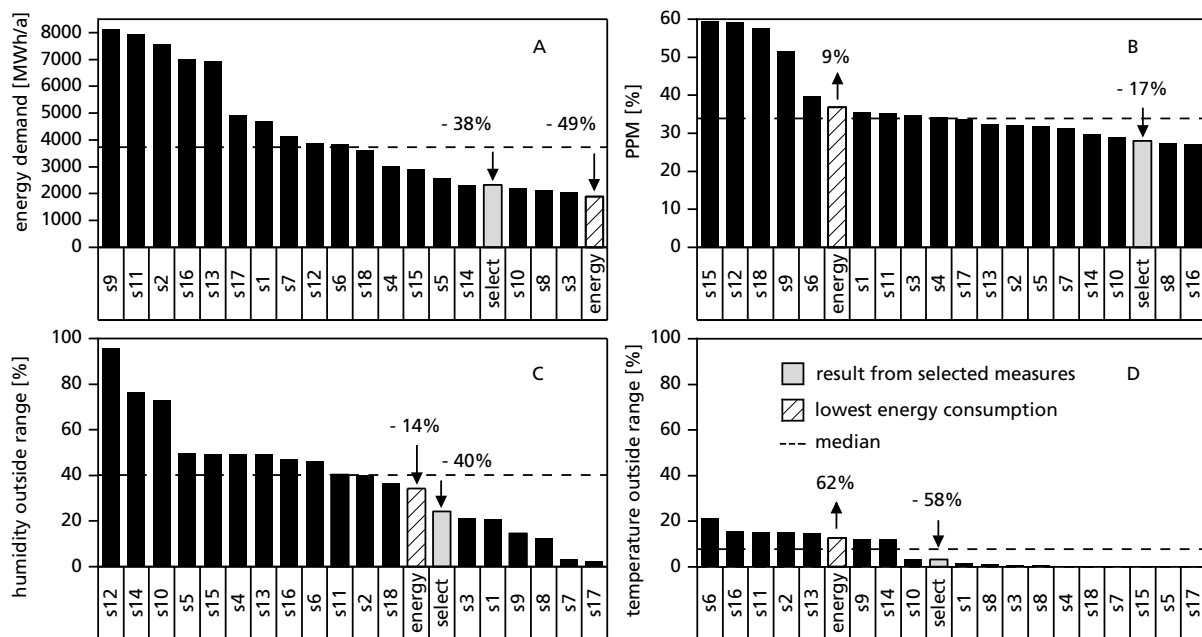 energy demand [MWh/a]
8000
7000
6000
5000
4000
3000
2000
1000
0
A
- 38%
- 49%
s9 s11 s2 s16 s13 s17 s1 s7 s12 s6 s18 s4 s15 s5 s14 select s10 s8 s3 energy
PPM [%]
60
50
40
30
20
10
0
B
9%
- 17%
s15 s12 s18 s9 s6 energy s1 s11 s3 s4 s17 s13 s2 s5 s7 s14 s10 select s8 s16
humidity outside range [%]
100
80
60
40
20
0
C
- 14%
- 40%
s12 s14 s10 s5 s15 s4 s13 s16 s6 s11 s2 s18 energy select s3 s1 s9 s8 s7 s17
temperature outside range [%]
100
80
60
40
20
0
D
result from selected measures
lowest energy consumption
median
62%
- 58%
s6 s16 s11 s2 s13 energy s9 s14 s10 select s1 s8 s3 s8 s4 s18 s7 s15 s5 s17